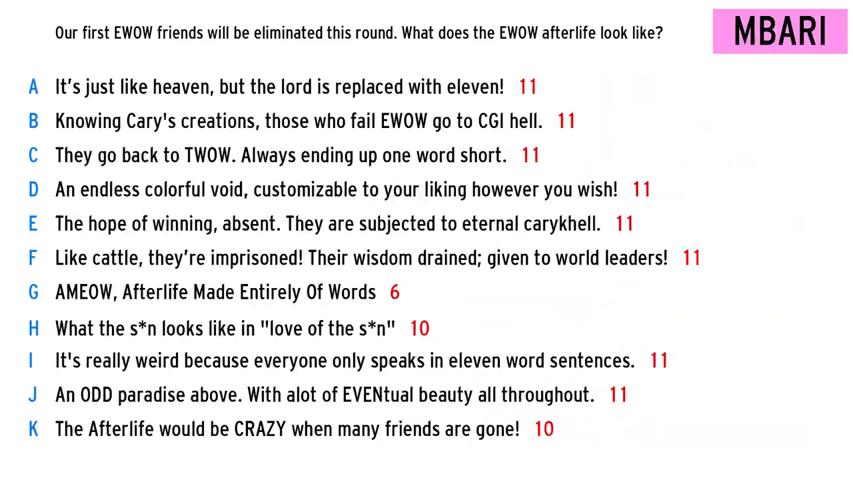 Our first EWOW friends will be eliminated this round. What does the EWOW afterlife look like?
MBARI
A It's just like heaven, but the lord is replaced with eleven! 11
B Knowing Cary's creations, those who fail EWOW go to CGI hell. 11
C They go back to TWOW. Always ending up one word short. 11
D An endless colorful void, customizable to your liking however you wish! 11
E The hope of winning, absent. They are subjected to eternal carykhell. 11
F Like cattle, they're imprisoned! Their wisdom drained; given to world leaders! 11
G AMEOW, Afterlife Made Entirely Of Words 6
H What the s*n looks like in "love of the s*n" 10
I It's really weird because everyone only speaks in eleven word sentences. 11
J An ODD paradise above. With alot of EVENtual beauty all throughout. 11
K The Afterlife would be CRAZY when many friends are gone! 10